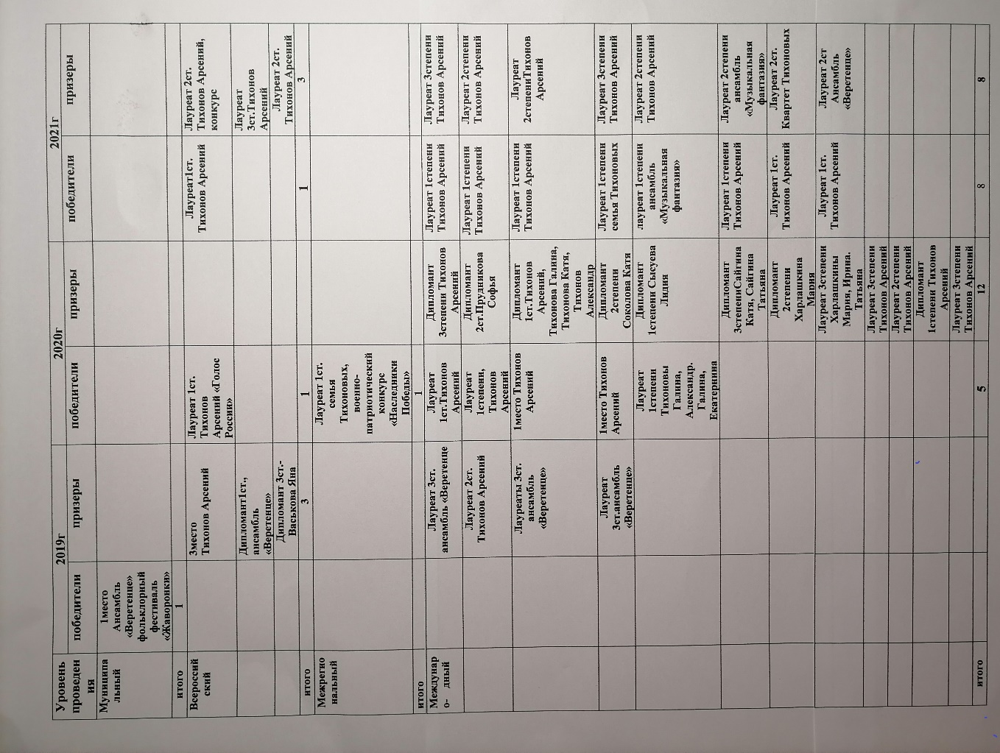 Уровень
проведен
ия
2019г
2020г
2021г
победители
призеры
победители
призеры
победители
призеры
Муниципа
льный
1место
Ансамбль
«Веретенце»
фольклорный
фестиваль
«Жаворонки»
итого
1
Всероссий
ский
3место
Тихонов Арсений
Лауреат 1ст.
Тихонов
Арсений «Голос
России»
Лауреат1ст.
Тихонов Арсений
Лауреат 2ст.
Тихонов Арсений,
конкурс
Дипломант1ст.,
ансамбль
«Веретенце»
Лауреат
3ст.Тихонов
Арсений
Дипломант 3ст.-
Васькова Яна
Лауреат 2ст.
Тихонов Арсений
итого
3
1
1
3
Межрегио
нальный
Лауреат 1ст.
семья
Тихоновых,
военно-
патриотический
конкурс
«Наследники
Победы»
итого
1
Междунар
о- дный
Лауреат 3ст.
ансамбль «Веретенце
Лауреат
1ст.Тихонов
Арсений
Дипломант
3степени Тихонов
Арсений
Лауреат 1степени
Тихонов Арсений
Лауреат 3степени
Тихонов Арсений
Лауреат 2ст.
Тихонов Арсений
Лауреат
1степени,
Тихонов
Арсений
Дипломант
2ст.Прудникова
Софья
Лауреат 1степени
Тихонов Арсений
Лауреат 2степени
Тихонов Арсений
Лауреаты 3ст.
ансамбль
«Веретенце»
1место Тихонов
Арсений
Дипломант
1ст.Тихонов
Арсений,
Тихонова Галина,
Тихонова Катя,
Тихонов
Александр
Лауреат 1степени
Тихонов Арсений
Лауреат
2степениТихонов
Арсений
Лауреат
3ст.ансамбль
«Веретенце»
1место Тихонов
Арсений
Дипломант
2степени
Соколова Катя
Лауреат 1степени
семья Тихоновых
Лауреат 3степени
Тихонов Арсений
Лауреат
1степени
Тихоновы
Галина,
Александр.
Галина,
Екатернина
Дипломант
1степени Сысуева
Лидия
лауреат 1степени
ансамбль
«Музыкальная
фантазия»
Лауреат 2степени
Тихонов Арсений
Дипломант
3степениСайгина
Катя, Сайгина
Татьяна
Лауреат 1степени
Тихонов Арсений
Лауреат 2степени
ансамбль
«Музыкальная
фантазия»
Дипломант
2степени
Харлашкина
Мария
Лауреат 1ст.
Тихонов Арсений
Лауреат 2ст.
Квартет Тихоновых
Лауреат 3степени
Харлашкины
Мария, Ирина.
Татьяна
Лауреат 1ст.
Тихонов Арсений
Лауреат 2ст
Ансамбль
«Веретенце»
Лауреат 3степени
Тихонов Арсений
Лауреат 2степени
Тихонов Арсений
Дипломант
1степени Тихонов
Арсений
Лауреат 3степени
Тихонов Арсений
итого
5
12
8
8